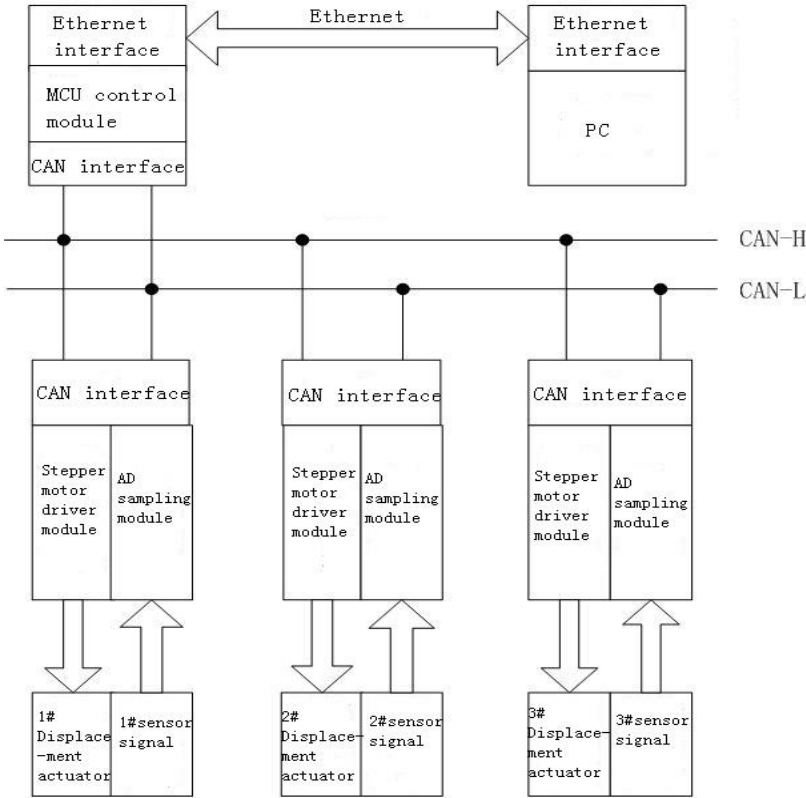 Ethernet
interface
MCU control
module
CAN interface
Ethernet
Ethernet
interface
PC
CAN-H
CAN-L
CAN interface
Stepper
motor
driver
module
AD
sampling
module
1#
Displace
-ment
actuator
1#sensor
signal
CAN interface
Stepper
motor
driver
module
AD
sampling
module
2#
Displace-
ment
actuator
2#sensor
signal
CAN interface
Stepper
motor
driver
module
AD
sampling
module
3#
Displace-
ment
actuator
3#sensor
signal